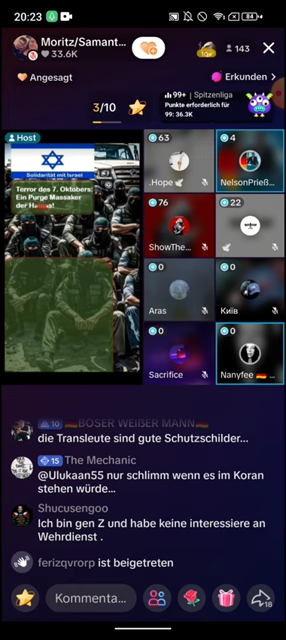 20:23
84
Moritz/Samant...
33.6K
143
Angesagt
Erkunden >
3/10
99+ | Spitzenliga
Punkte erforderlich für
99: 36.3K
Host
Solidarität mit Israel
Terror des 7. Oktobers:
Ein Purge Massaker
der Hamas!
63
.Hope
4
NelsonPrieß...
76
ShowThe...
22
0
Aras
0
Київ
0
Sacrifice
0
Nanyfee
10
BÖSER WEIẞER MANN
die Transleute sind gute Schutzschilder...
15 The Mechanic
@Ulukaan55 nur schlimm wenn es im Koran
stehen würde...
Shucusengoo
Ich bin gen Z und habe keine interessiere an
Wehrdienst .
ferizqvrorp ist beigetreten
Kommenta...
18